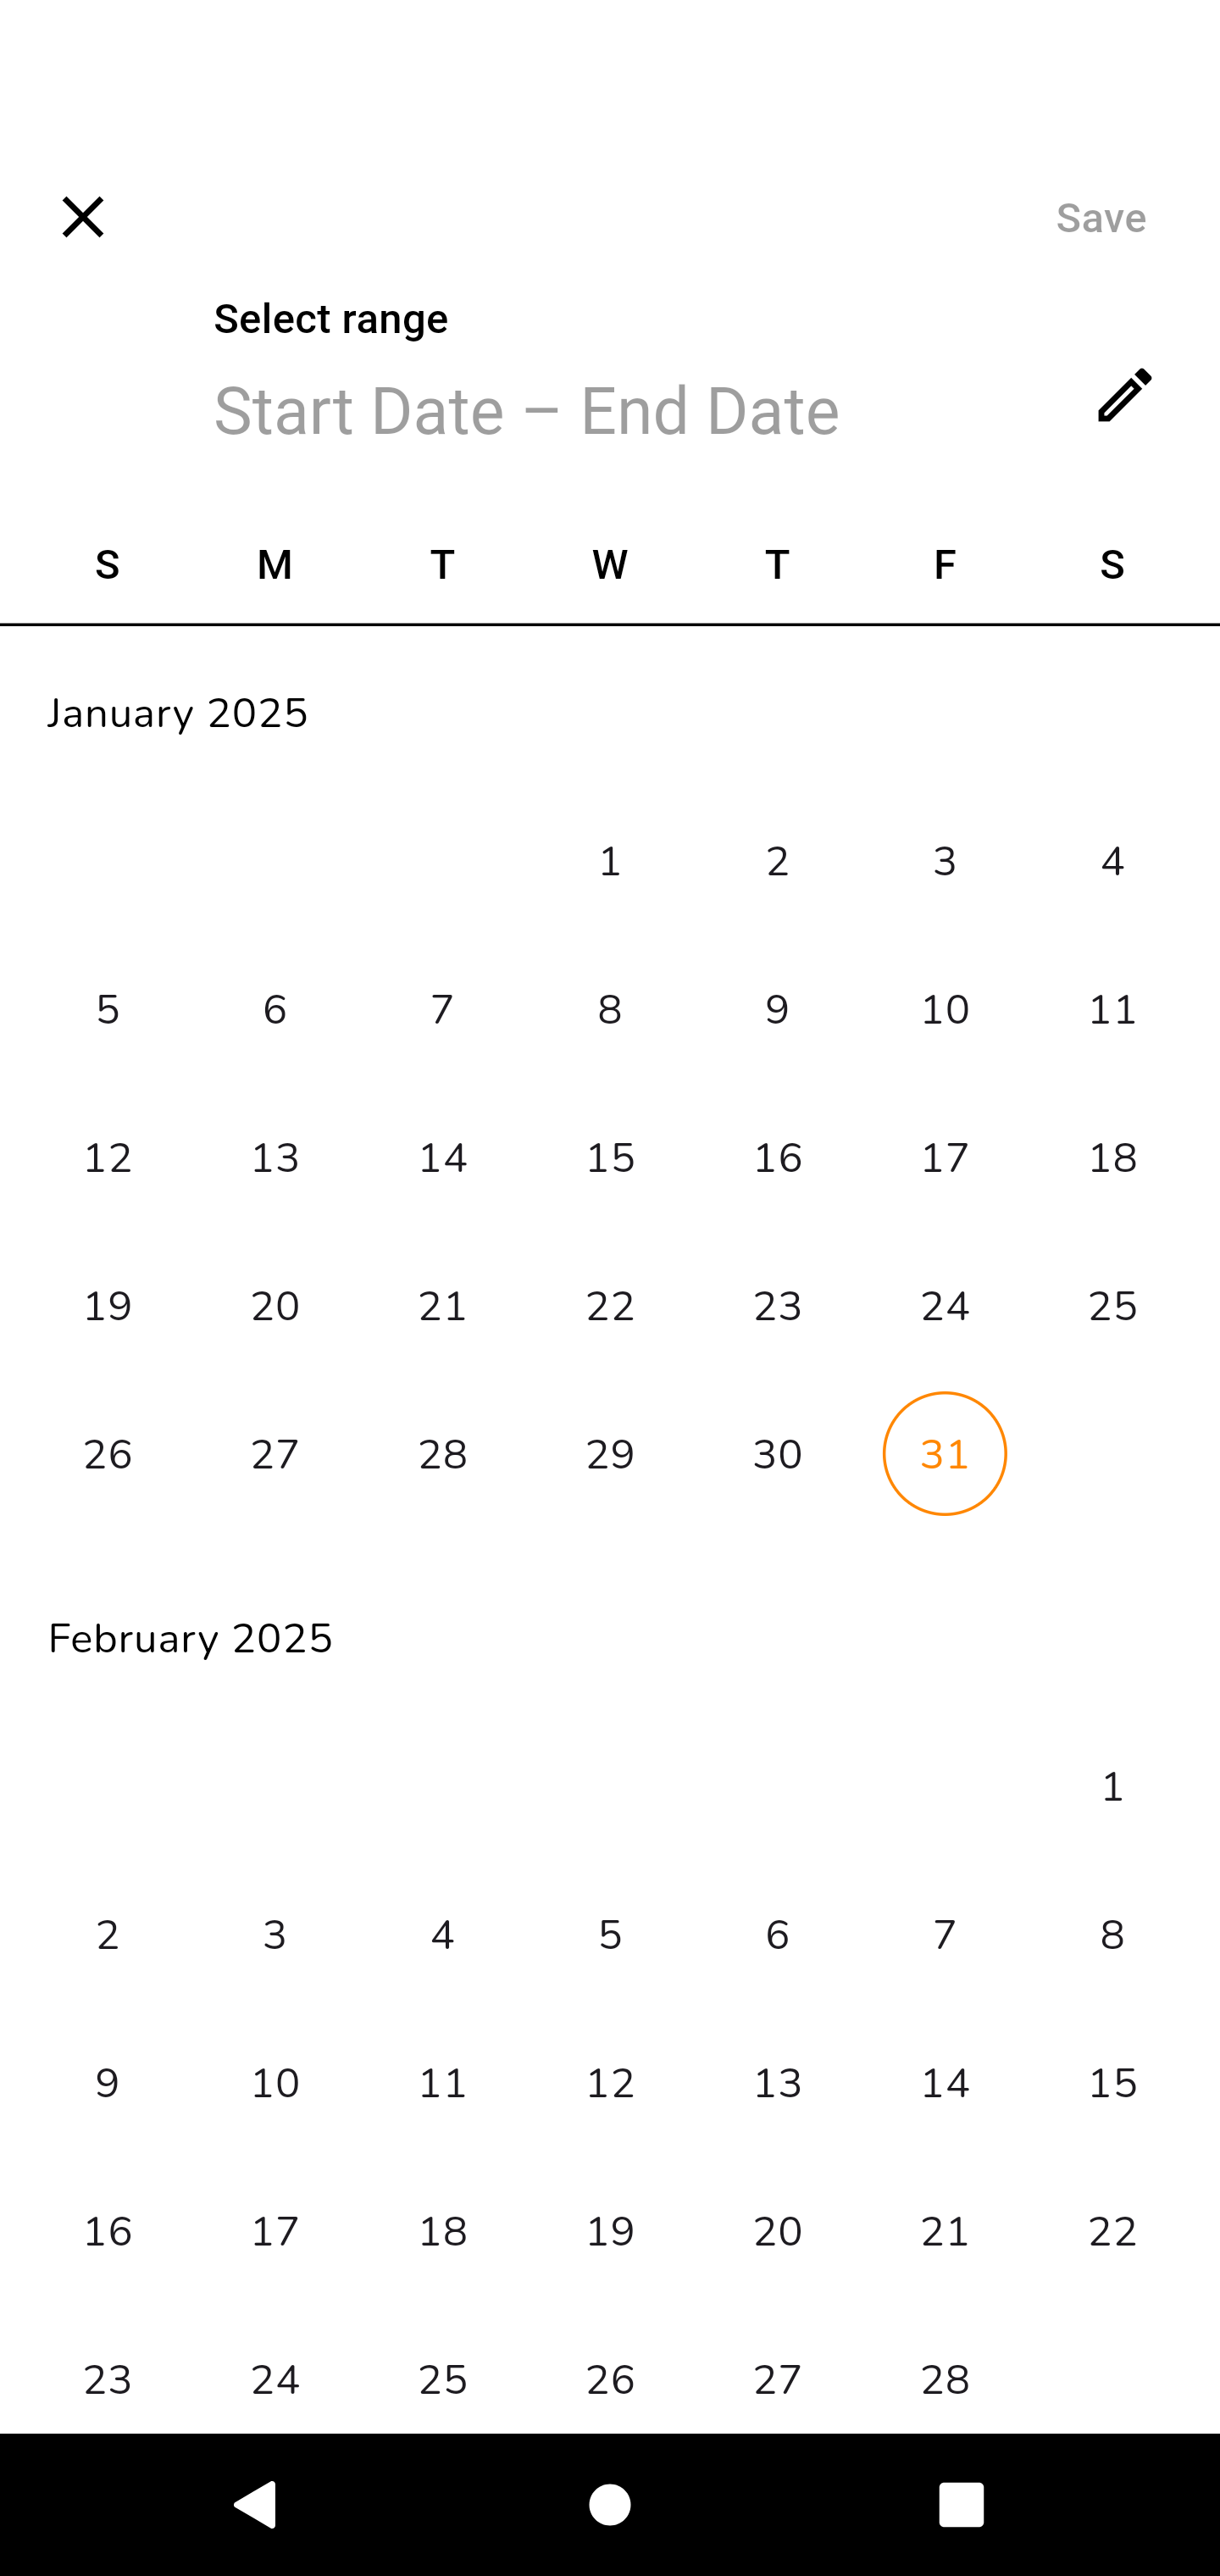 Save
Select range
Start Date – End Date
S M T W T F S
January 2025
1 2 3 4
5 6 7 8 9 10 11
12 13 14 15 16 17 18
19 20 21 22 23 24 25
26 27 28 29 30 31
February 2025
1
2 3 4 5 6 7 8
9 10 11 12 13 14 15
16 17 18 19 20 21 22
23 24 25 26 27 28